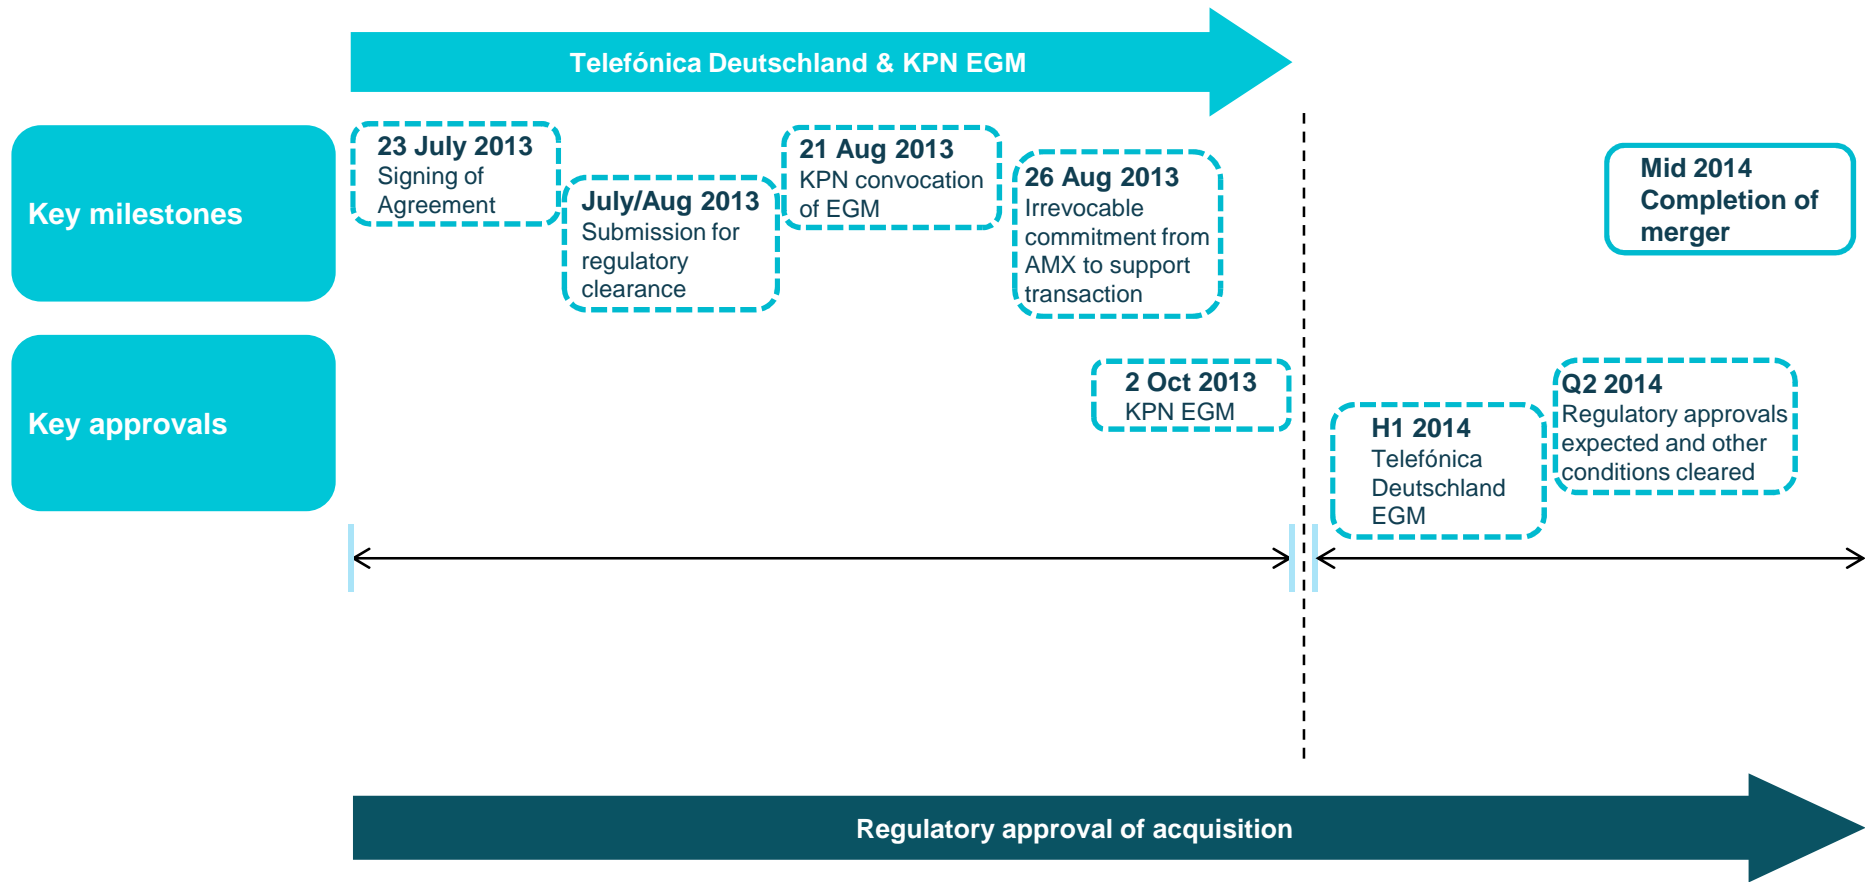 Telefónica Deutschland & KPN EGM
Key milestones
23 July 2013
Signing of
Agreement
July/Aug 2013
Submission for
regulatory
clearance
21 Aug 2013
KPN convocation
of EGM
26 Aug 2013
Irrevocable
commitment from
AMX to support
transaction
Mid 2014
Completion of
merger
Key approvals
2 Oct 2013
KPN EGM
H1 2014
Telefónica
Deutschland
EGM
Q2 2014
Regulatory approvals
expected and other
conditions cleared
Regulatory approval of acquisition